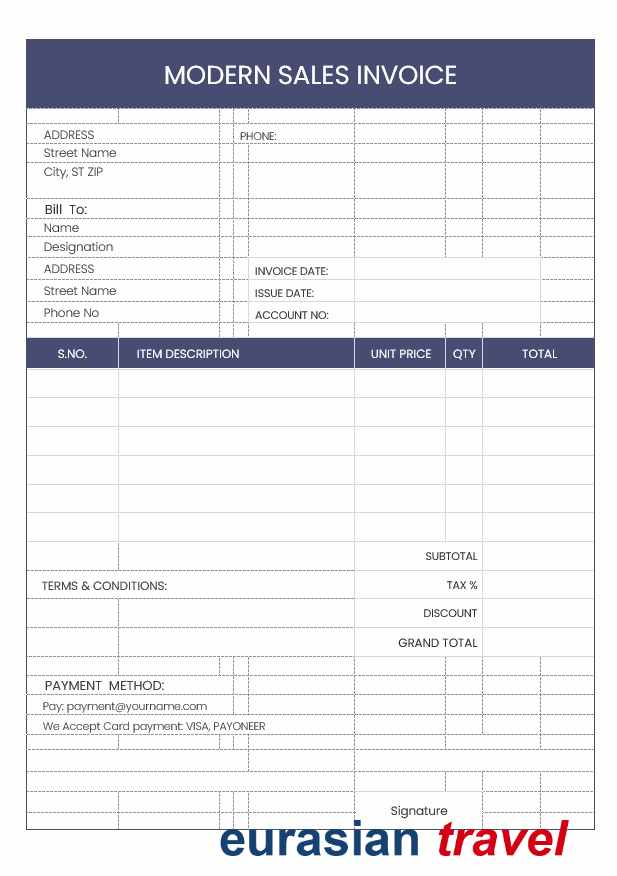 MODERN SALES INVOICE
ADDRESS PHONE:
Street Name
City, ST ZIP
Bill To:
Name
Designation
ADDRESS INVOICE DATE:
Street Name ISSUE DATE:
Phone No ACCOUNT NO:
S.NO. ITEM DESCRIPTION UNIT PRICE QTY TOTAL
SUBTOTAL
TERMS & CONDITIONS: TAX %
DISCOUNT
GRAND TOTAL
PAYMENT METHOD:
Pay: payment@yourname.com
We Accept Card payment: VISA, PAYONEER
Signature
eurasian travel